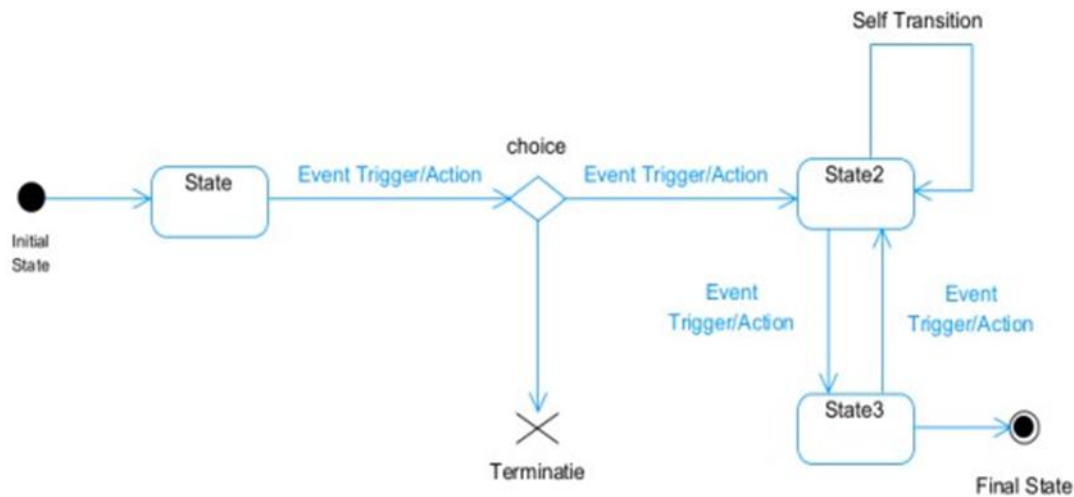 Self Transition
choice
Event Trigger/Action
Event Trigger/Action
State
State2
Initial
State
Event
Trigger/Action
Event
Trigger/Action
State3
Terminatie
Final State